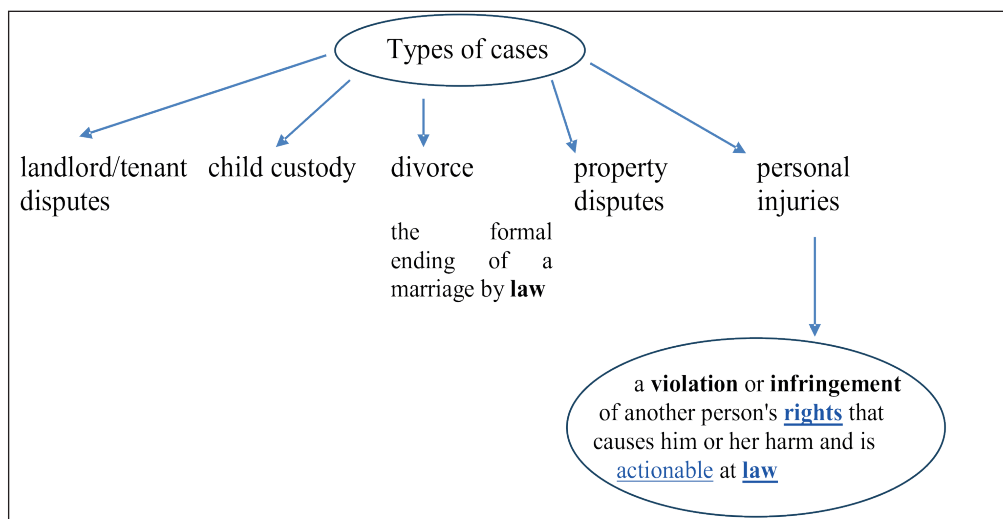 Types of cases
landlord/tenant disputes
child custody
divorce
property disputes
personal injuries
the formal
ending of a
marriage by law
a violation or infringement
of another person's rights that
causes him or her harm and is
actionable at law